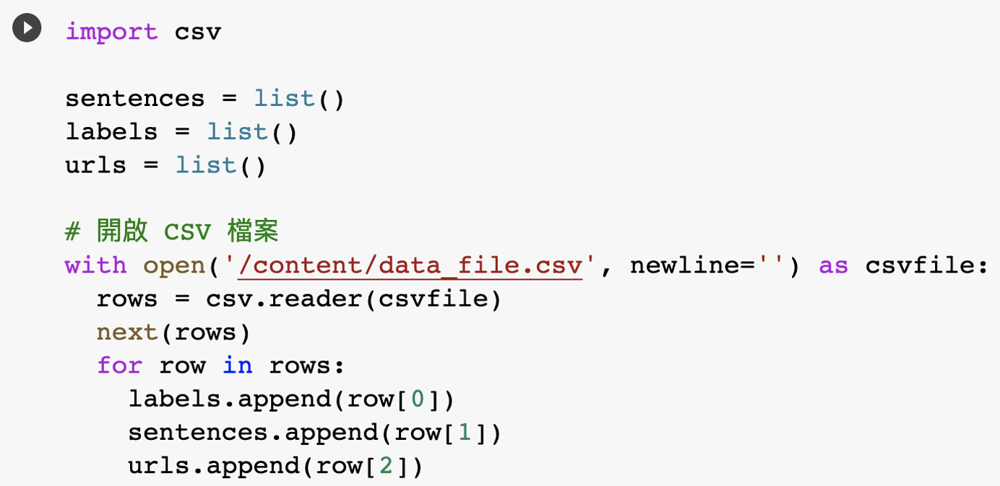 import csv
sentences = list()
labels = list()
urls = list()
# 開啟 CSV 檔案
with open('/content/data_file.csv', newline='') as csvfile:
  rows = csv.reader(csvfile)
  next(rows)
  for row in rows:
    labels.append(row[0])
    sentences.append(row[1])
    urls.append(row[2])